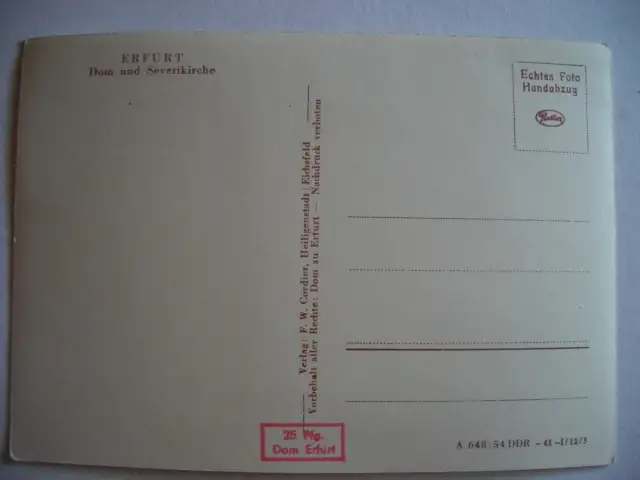 ERFURT
Dom und Severikirche
Echtes Foto
Handabzug
Verlag: F. W. Cordier, Heiligenstadt/Eichsfeld
Vorbehalt aller Rechte: Dom zu Erfurt — Nachdruck verboten
25 Pfg.
Dom Erfurt
A 648/54 DDR – 41 –I/12/5